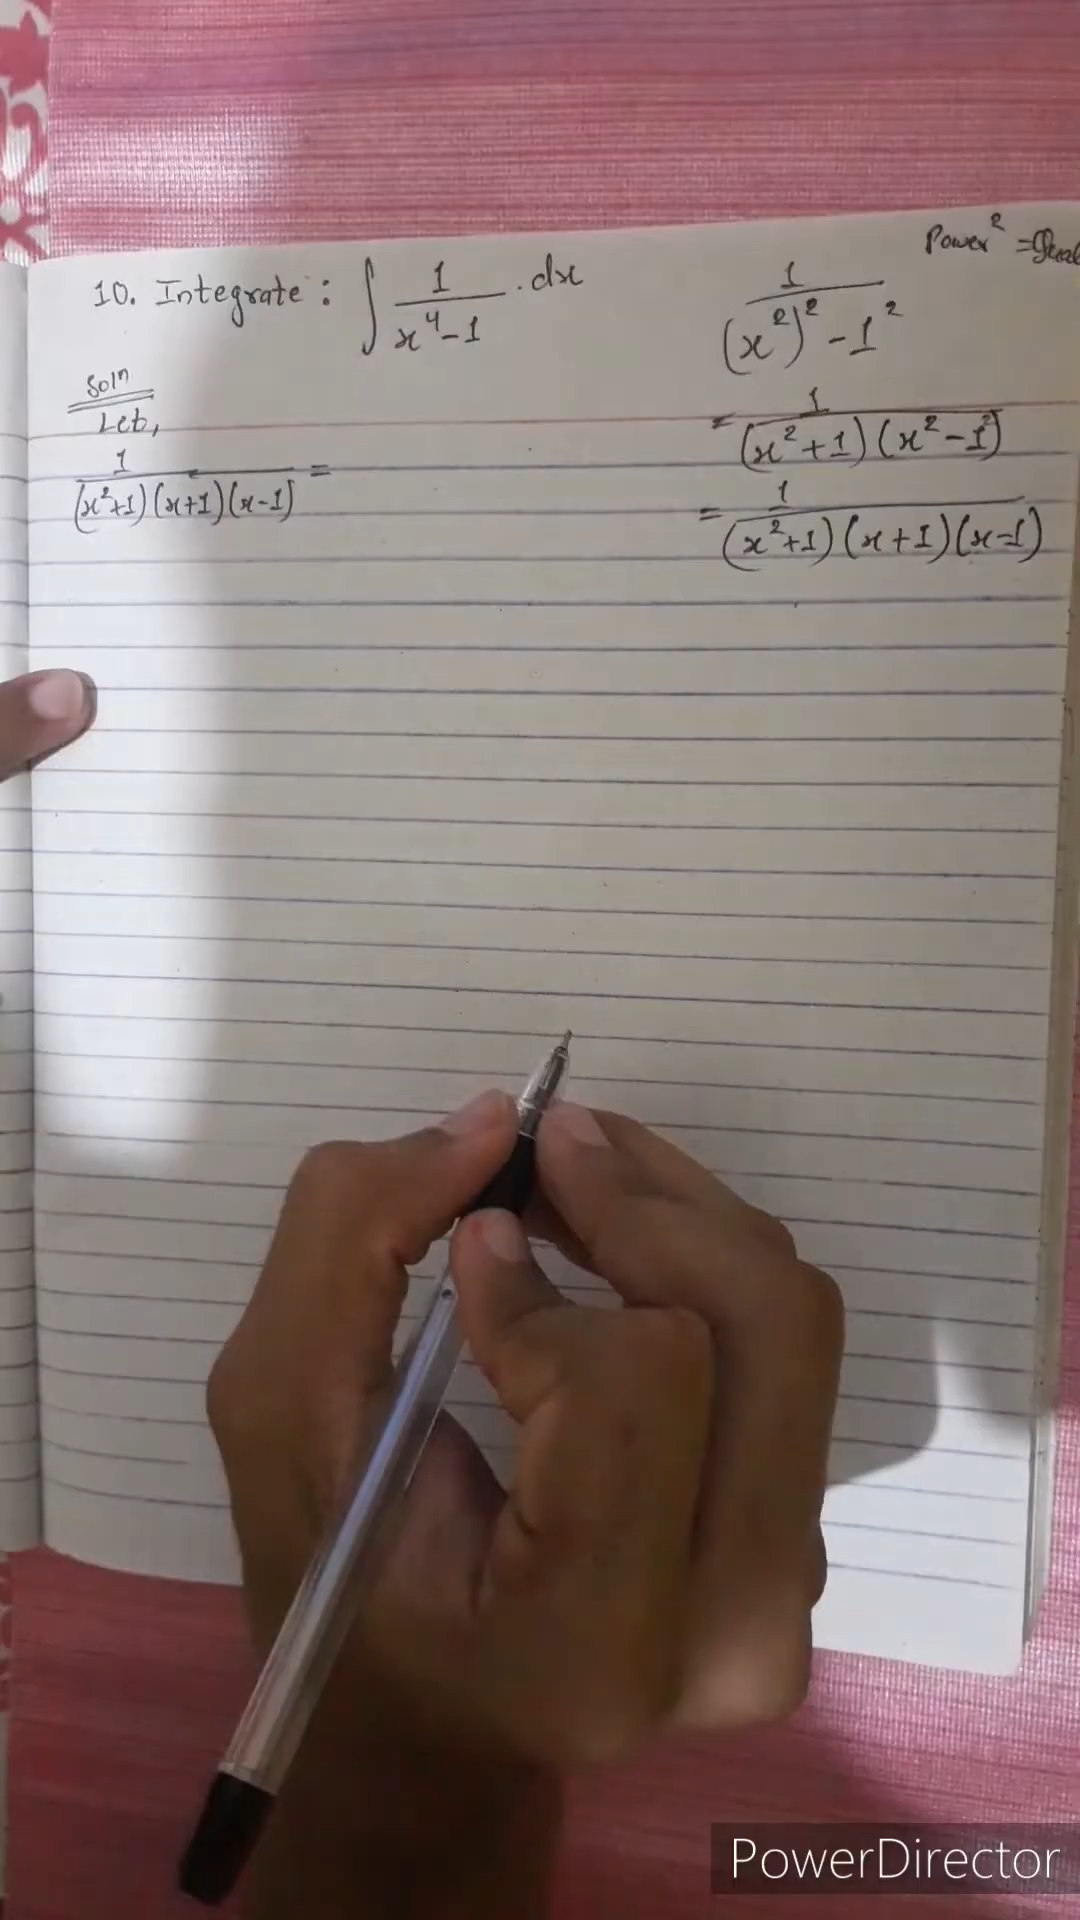 Power² =
10. Integrate : ∫ 1/(x⁴-1) .dx
1/((x²)² - 1²)
Solⁿ
Let,
= 1/((x²+1)(x²-1²))
1/((x²+1)(x+1)(x-1)) =
= 1/((x²+1)(x+1)(x-1))
PowerDirector